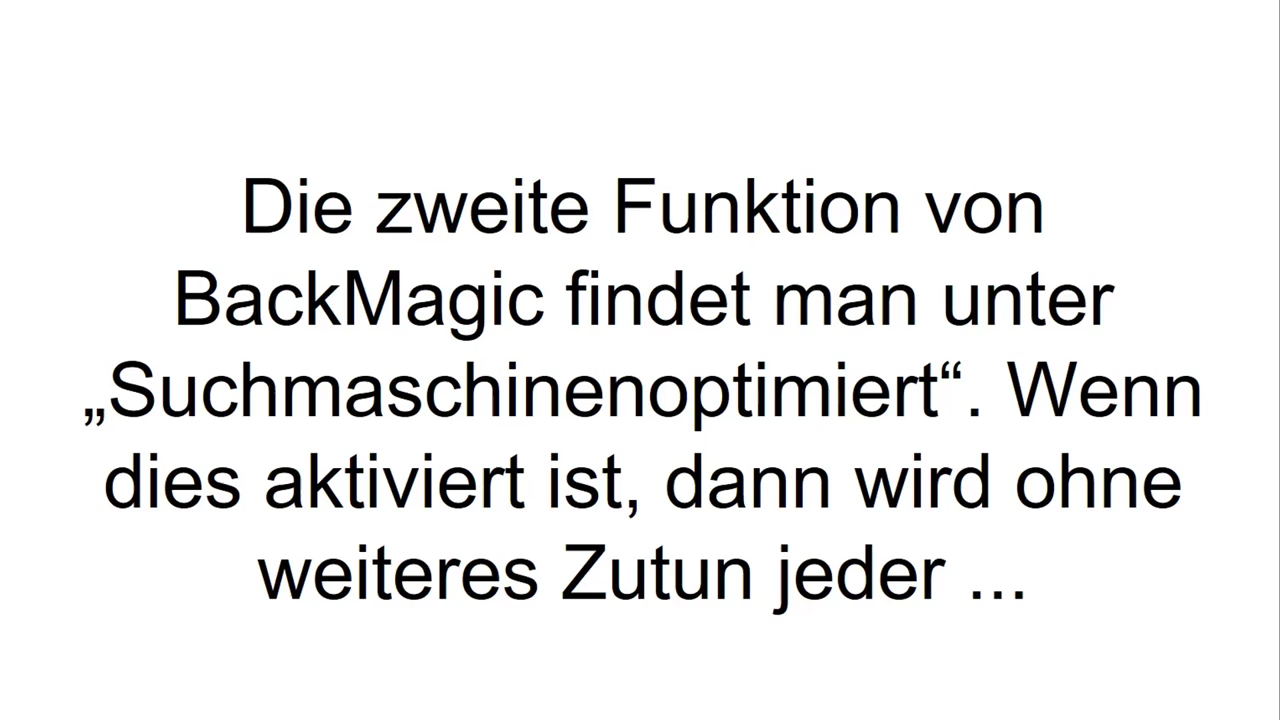 Die zweite Funktion von
BackMagic findet man unter
„Suchmaschinenoptimiert“. Wenn
dies aktiviert ist, dann wird ohne
weiteres Zutun jeder ...